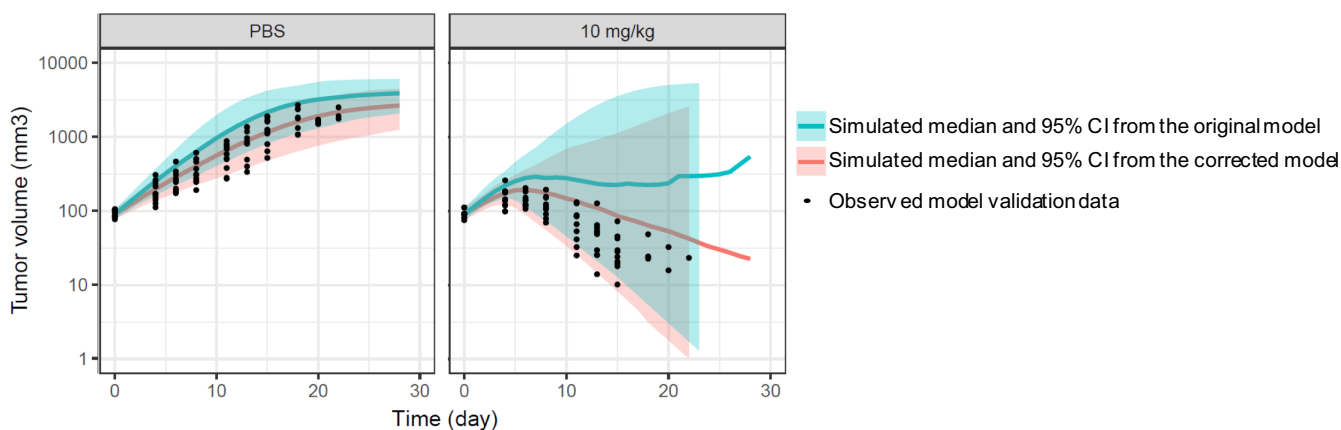 PBS
10 mg/kg
Tumor volume (mm3)
10000
1000
100
10
1
0
10
20
30
0
10
20
30
Time (day)
Simulated median and 95% CI from the original model
Simulated median and 95% CI from the corrected model
Observed model validation data